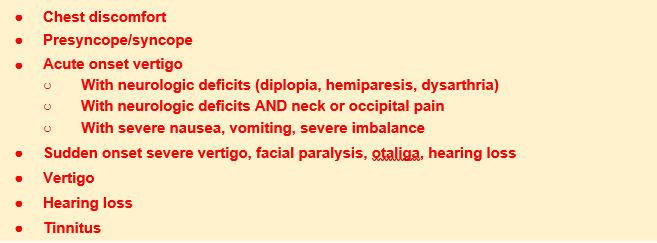 ● Chest discomfort
● Presyncope/syncope
● Acute onset vertigo
○ With neurologic deficits (diplopia, hemiparesis, dysarthria)
○ With neurologic deficits AND neck or occipital pain
○ With severe nausea, vomiting, severe imbalance
● Sudden onset severe vertigo, facial paralysis, otaliga, hearing loss
● Vertigo
● Hearing loss
● Tinnitus